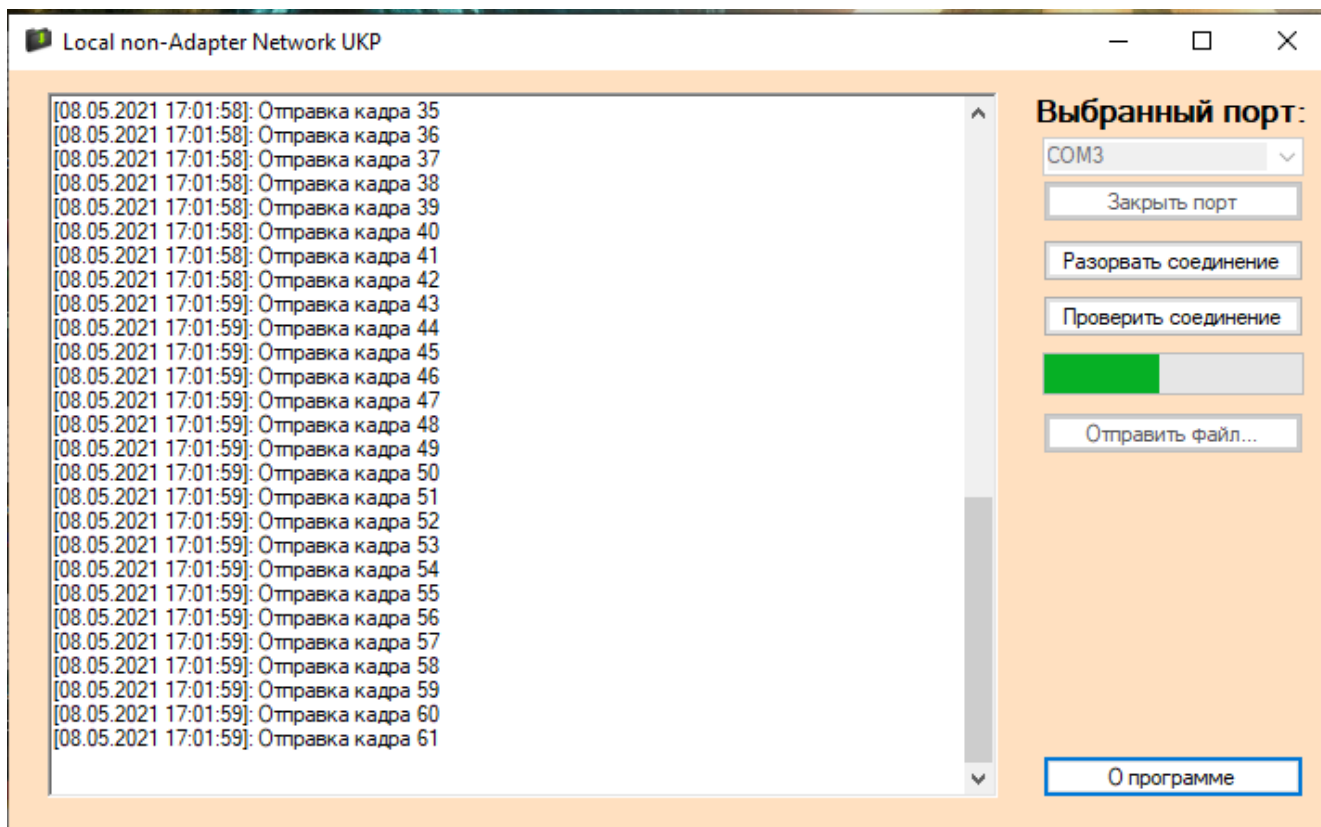 Local non-Adapter Network UKP
[08.05.2021 17:01:58]: Отправка кадра 35
[08.05.2021 17:01:58]: Отправка кадра 36
[08.05.2021 17:01:58]: Отправка кадра 37
[08.05.2021 17:01:58]: Отправка кадра 38
[08.05.2021 17:01:58]: Отправка кадра 39
[08.05.2021 17:01:58]: Отправка кадра 40
[08.05.2021 17:01:58]: Отправка кадра 41
[08.05.2021 17:01:58]: Отправка кадра 42
[08.05.2021 17:01:59]: Отправка кадра 43
[08.05.2021 17:01:59]: Отправка кадра 44
[08.05.2021 17:01:59]: Отправка кадра 45
[08.05.2021 17:01:59]: Отправка кадра 46
[08.05.2021 17:01:59]: Отправка кадра 47
[08.05.2021 17:01:59]: Отправка кадра 48
[08.05.2021 17:01:59]: Отправка кадра 49
[08.05.2021 17:01:59]: Отправка кадра 50
[08.05.2021 17:01:59]: Отправка кадра 51
[08.05.2021 17:01:59]: Отправка кадра 52
[08.05.2021 17:01:59]: Отправка кадра 53
[08.05.2021 17:01:59]: Отправка кадра 54
[08.05.2021 17:01:59]: Отправка кадра 55
[08.05.2021 17:01:59]: Отправка кадра 56
[08.05.2021 17:01:59]: Отправка кадра 57
[08.05.2021 17:01:59]: Отправка кадра 58
[08.05.2021 17:01:59]: Отправка кадра 59
[08.05.2021 17:01:59]: Отправка кадра 60
[08.05.2021 17:01:59]: Отправка кадра 61
Выбранный порт:
COM3
Закрыть порт
Разорвать соединение
Проверить соединение
Отправить файл...
О программе